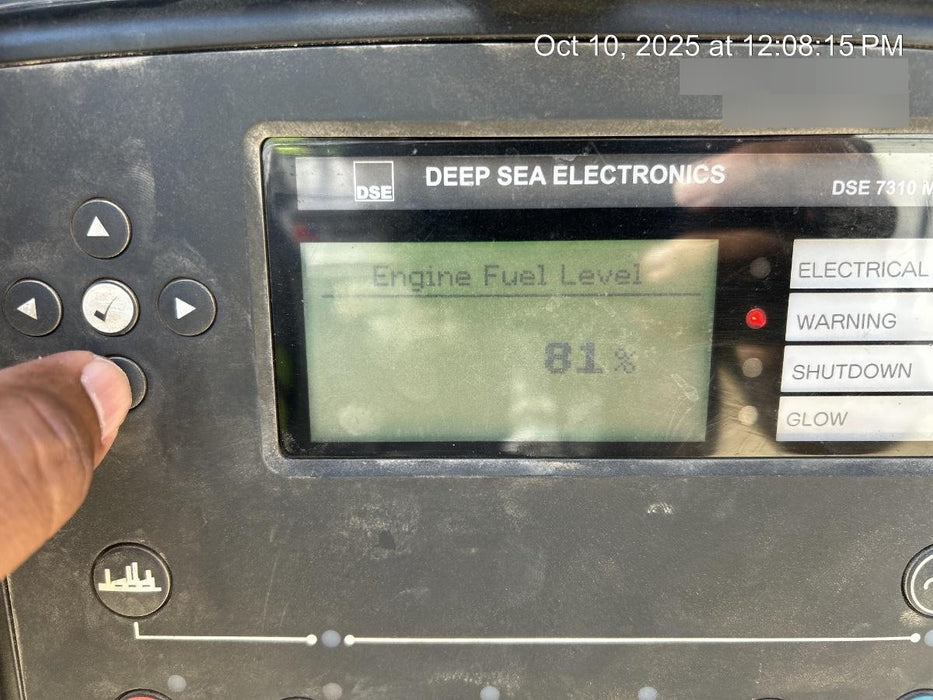 Oct 10, 2025 at 12:08:15 PM
DSE
DEEP SEA ELECTRONICS
DSE 7310
Engine Fuel Level
81%
ELECTRICAL
WARNING
SHUTDOWN
GLOW